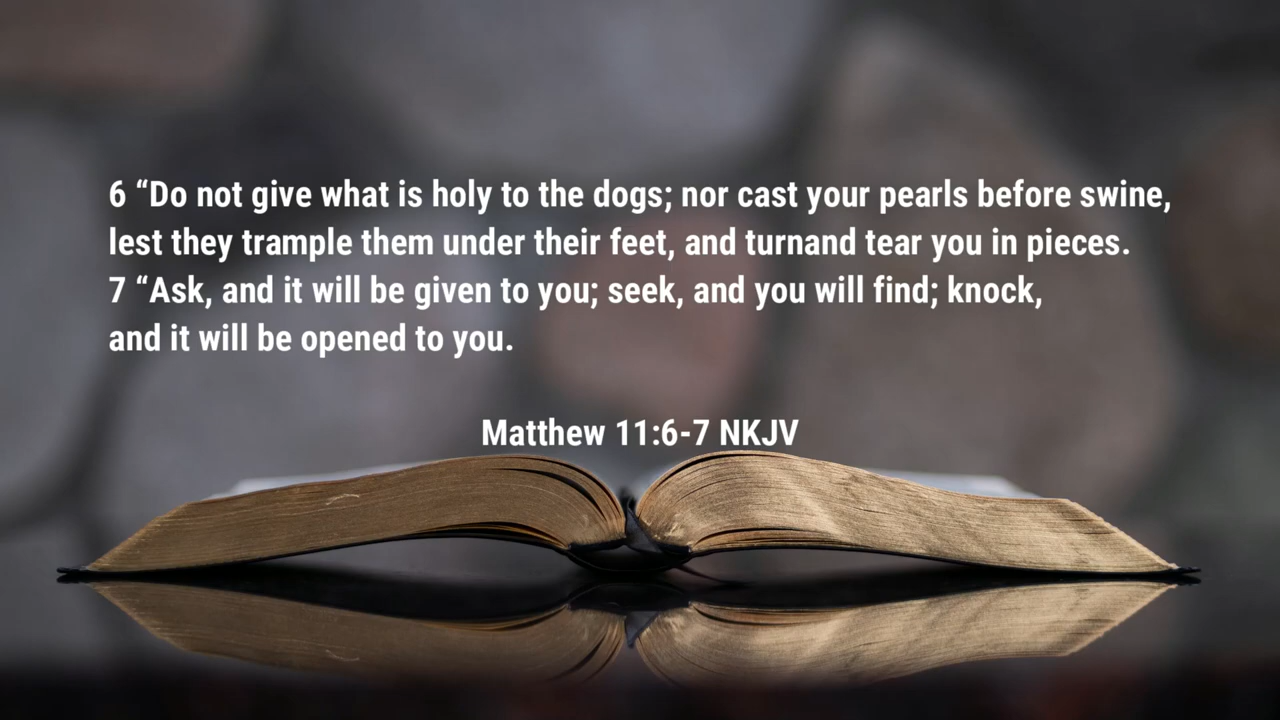 6 “Do not give what is holy to the dogs; nor cast your pearls before swine,
lest they trample them under their feet, and turnand tear you in pieces.
7 “Ask, and it will be given to you; seek, and you will find; knock,
and it will be opened to you.
Matthew 11:6-7 NKJV